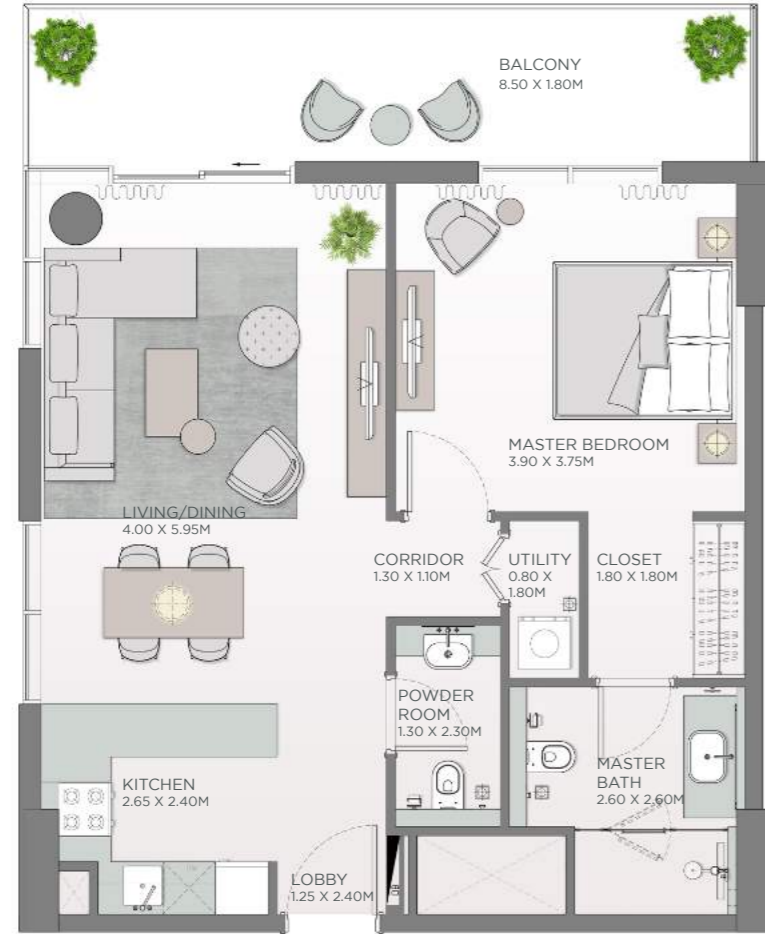 BALCONY
8.50 X 1.80M
MASTER BEDROOM
3.90 X 3.75M
LIVING/DINING
4.00 X 5.95M
CORRIDOR
1.30 X 1.10M
UTILITY
0.80 X
1.80M
CLOSET
1.80 X 1.80M
POWDER
ROOM
1.30 X 2.30M
MASTER
BATH
2.60 X 2.60M
KITCHEN
2.65 X 2.40M
LOBBY
1.25 X 2.40M